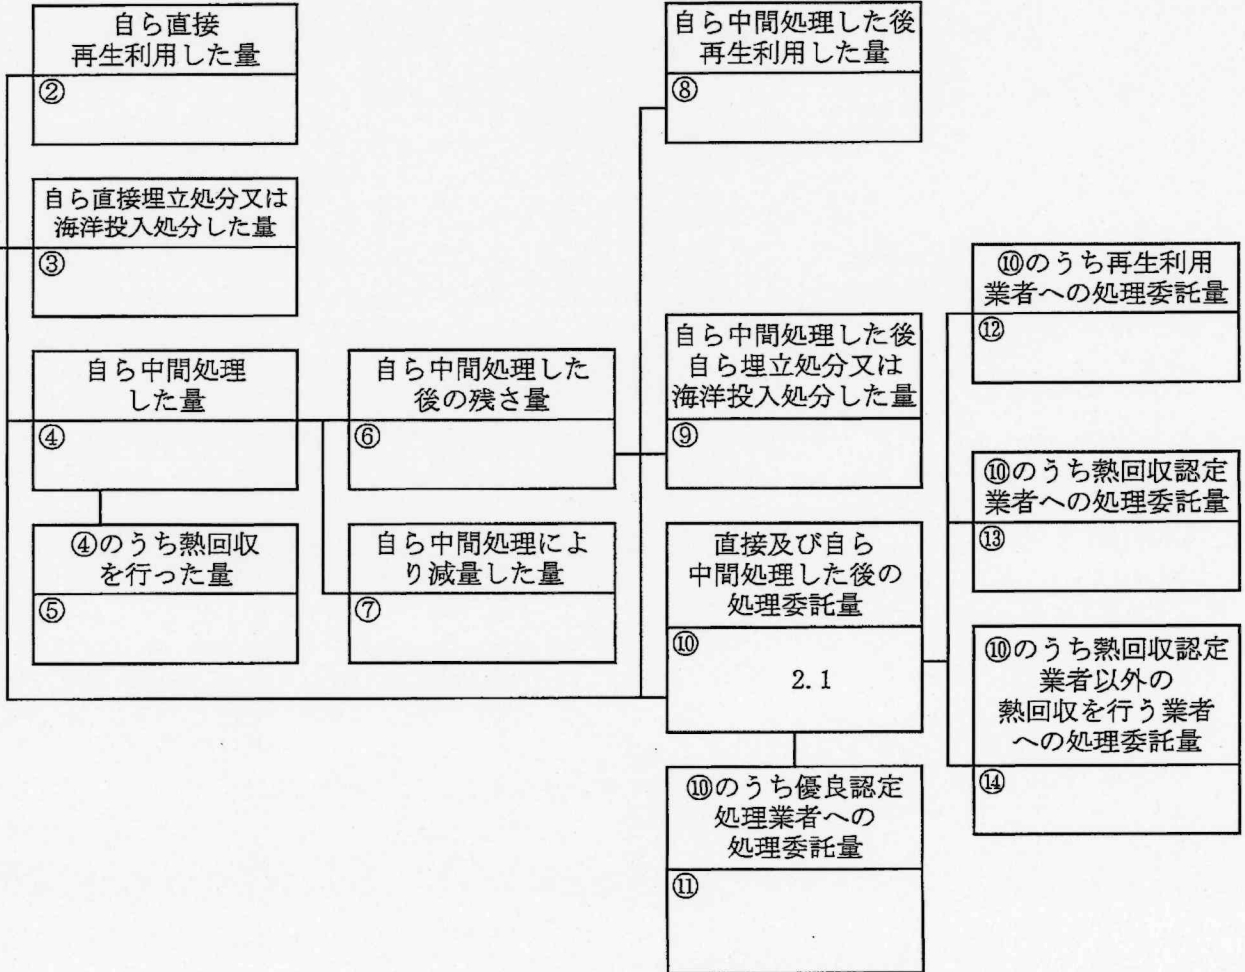 自ら直接
再生利用した量
②
自ら直接埋立処分又は
海洋投入処分した量
③
自ら中間処理
した量
④
④のうち熱回収
を行った量
⑤
自ら中間処理した
後の残さ量
⑥
自ら中間処理によ
り減量した量
⑦
自ら中間処理した後
再生利用した量
⑧
自ら中間処理した後
自ら埋立処分又は
海洋投入処分した量
⑨
直接及び自ら
中間処理した後の
処理委託量
⑩
2.1
⑩のうち優良認定
処理業者への
処理委託量
⑪
⑩のうち再生利用
業者への処理委託量
⑫
⑩のうち熱回収認定
業者への処理委託量
⑬
⑩のうち熱回収認定
業者以外の
熱回収を行う業者
への処理委託量
⑭